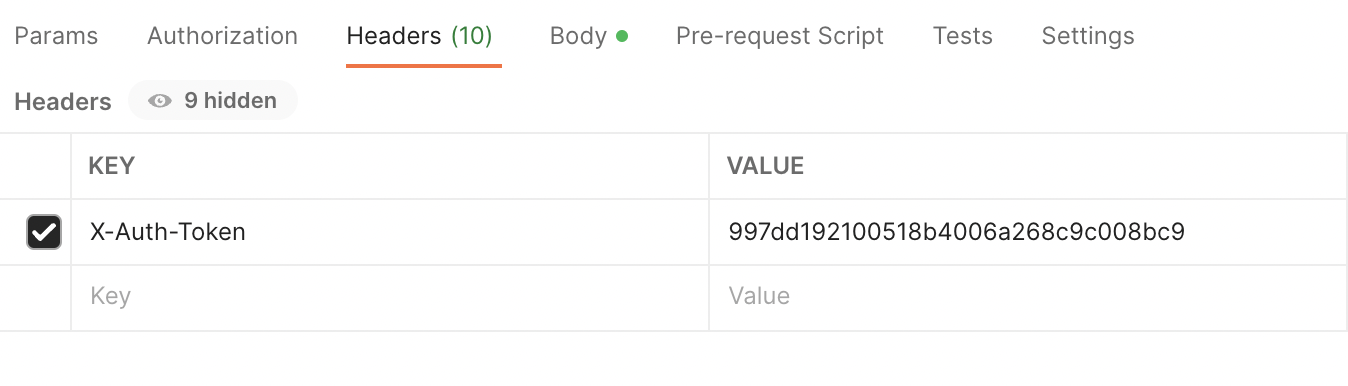 Params Authorization Headers (10) Body Pre-request Script Tests Settings
Headers 9 hidden
KEY VALUE
X-Auth-Token 997dd192100518b4006a268c9c008bc9
Key Value